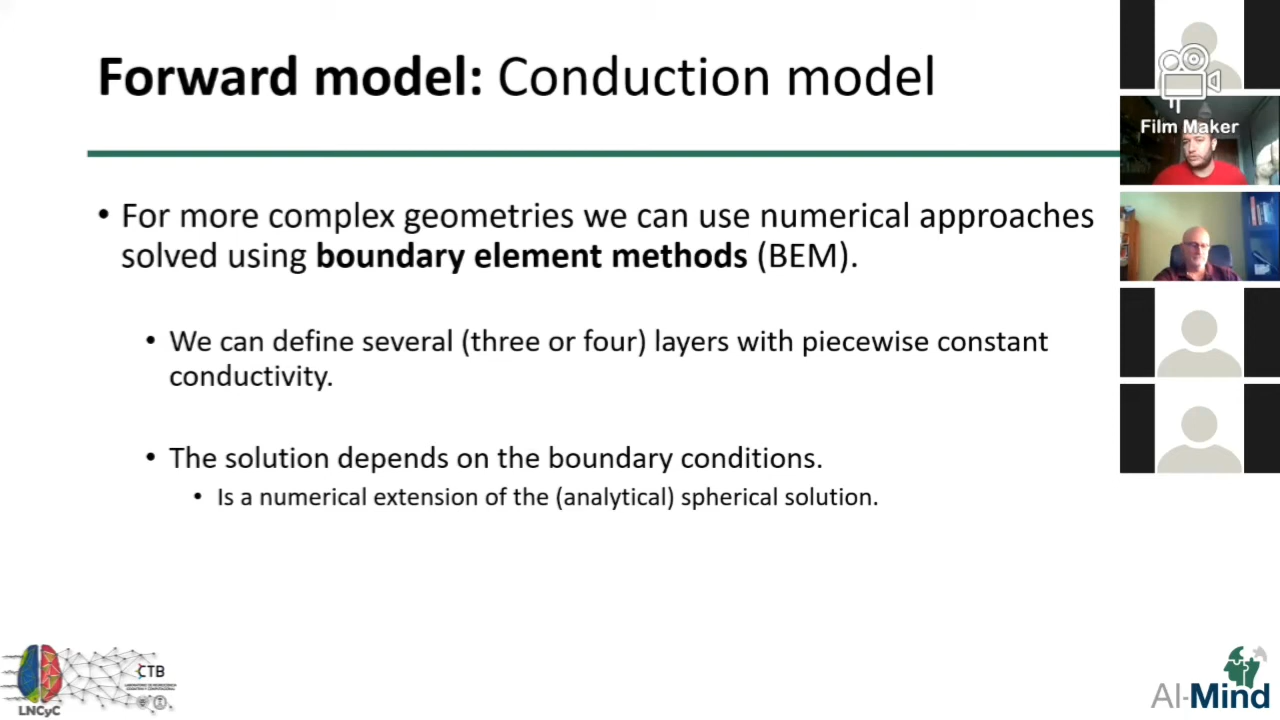 Forward model: Conduction model
Film Maker
• For more complex geometries we can use numerical approaches
solved using boundary element methods (BEM).
• We can define several (three or four) layers with piecewise constant
conductivity.
• The solution depends on the boundary conditions.
• Is a numerical extension of the (analytical) spherical solution.
CTB
LNCyC
AI-Mind